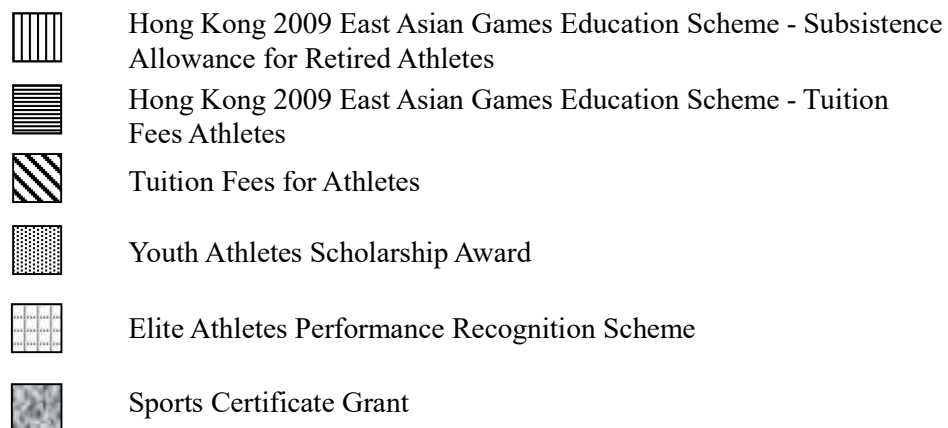 Hong Kong 2009 East Asian Games Education Scheme - Subsistence
Allowance for Retired Athletes
Hong Kong 2009 East Asian Games Education Scheme - Tuition
Fees Athletes
Tuition Fees for Athletes
Youth Athletes Scholarship Award
Elite Athletes Performance Recognition Scheme
Sports Certificate Grant